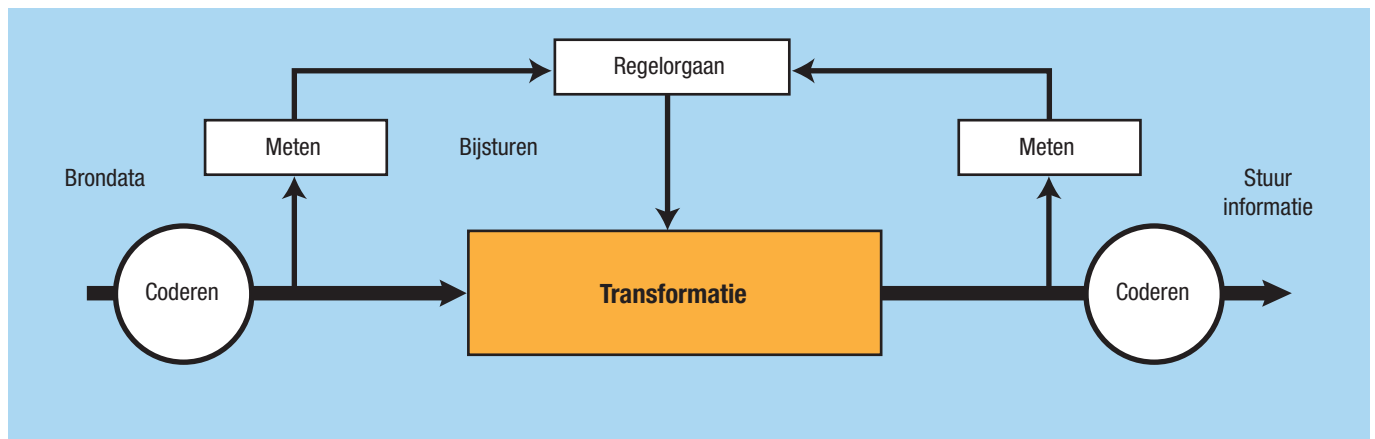 Regelorgaan
Meten
Bijsturen
Meten
Brondata
Stuur
informatie
Coderen
Transformatie
Coderen